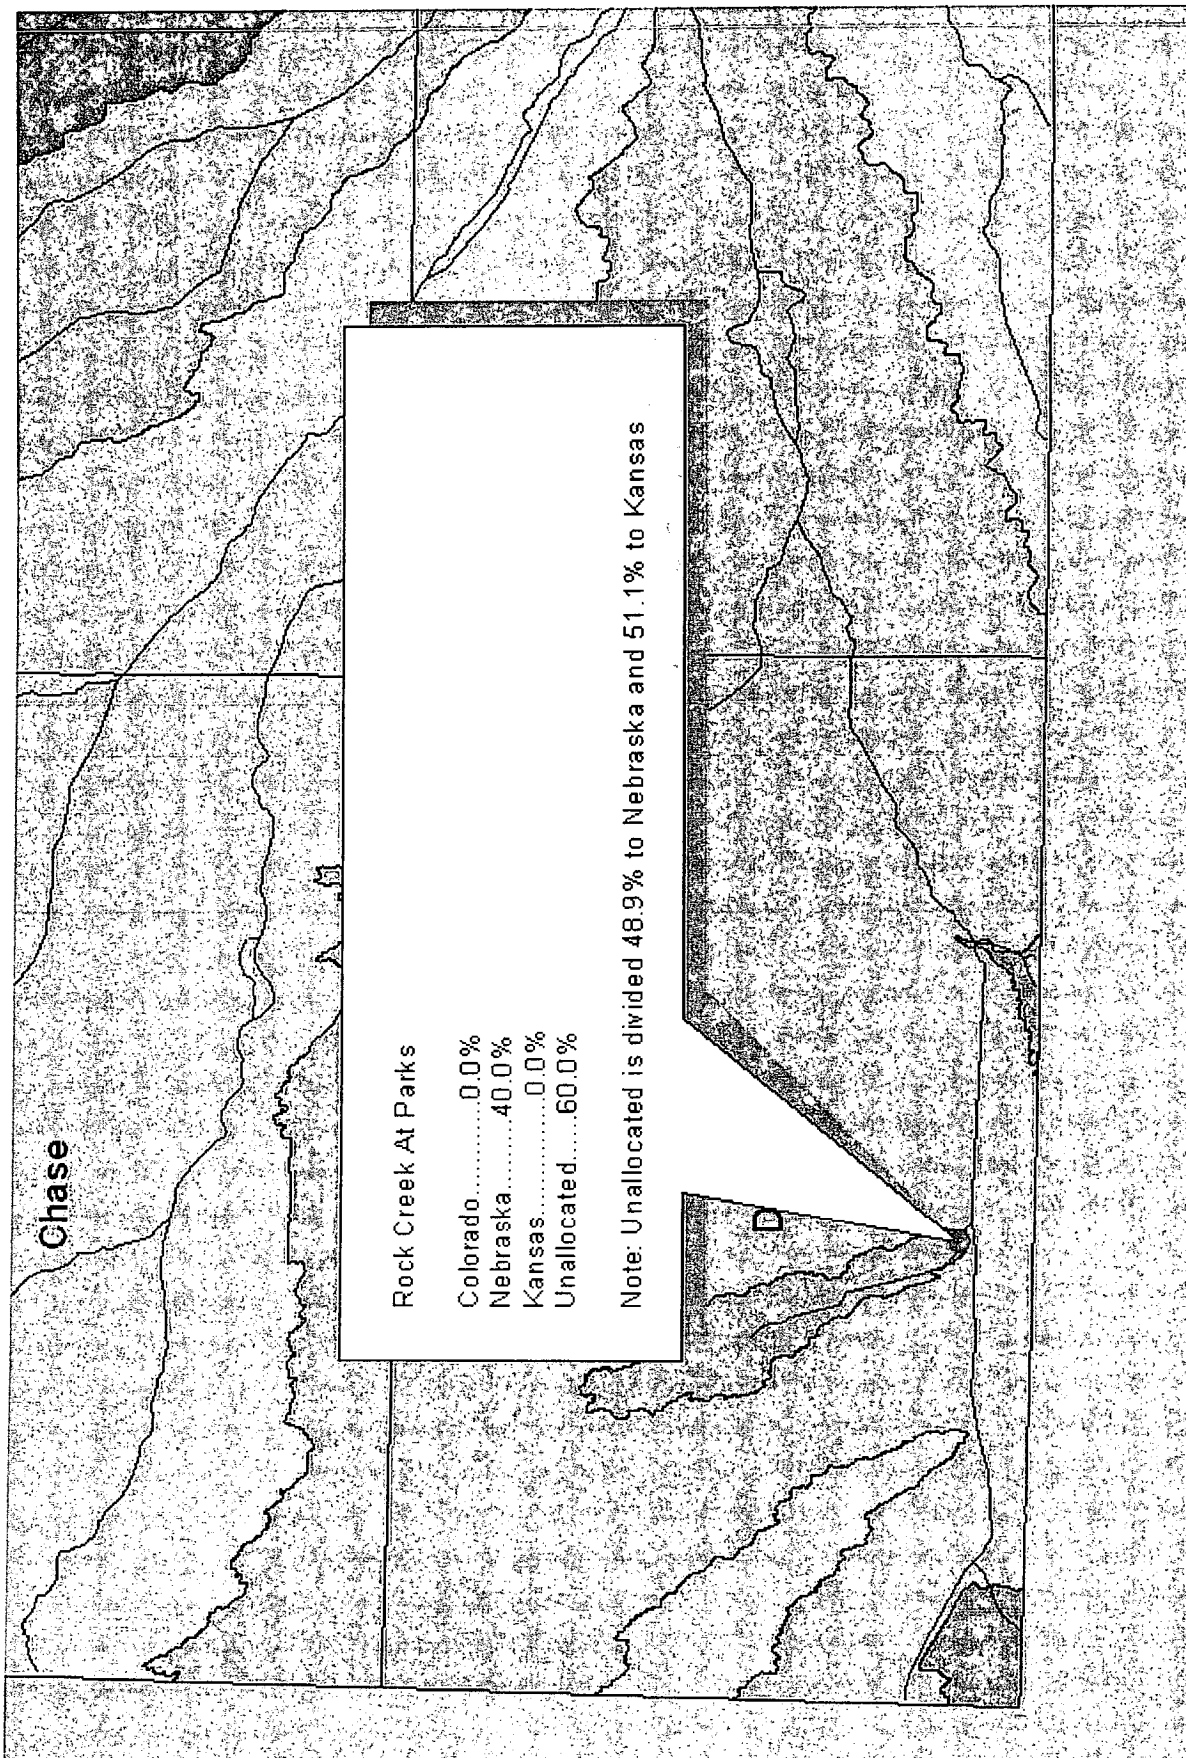 Chase
Rock Creek At Parks
Colorado............0.0%
Nebraska.........40.0%
Kansas...............0.0%
Unallocated.....60.0%
Note: Unallocated is divided 48.9% to Nebraska and 51.1% to Kansas
D